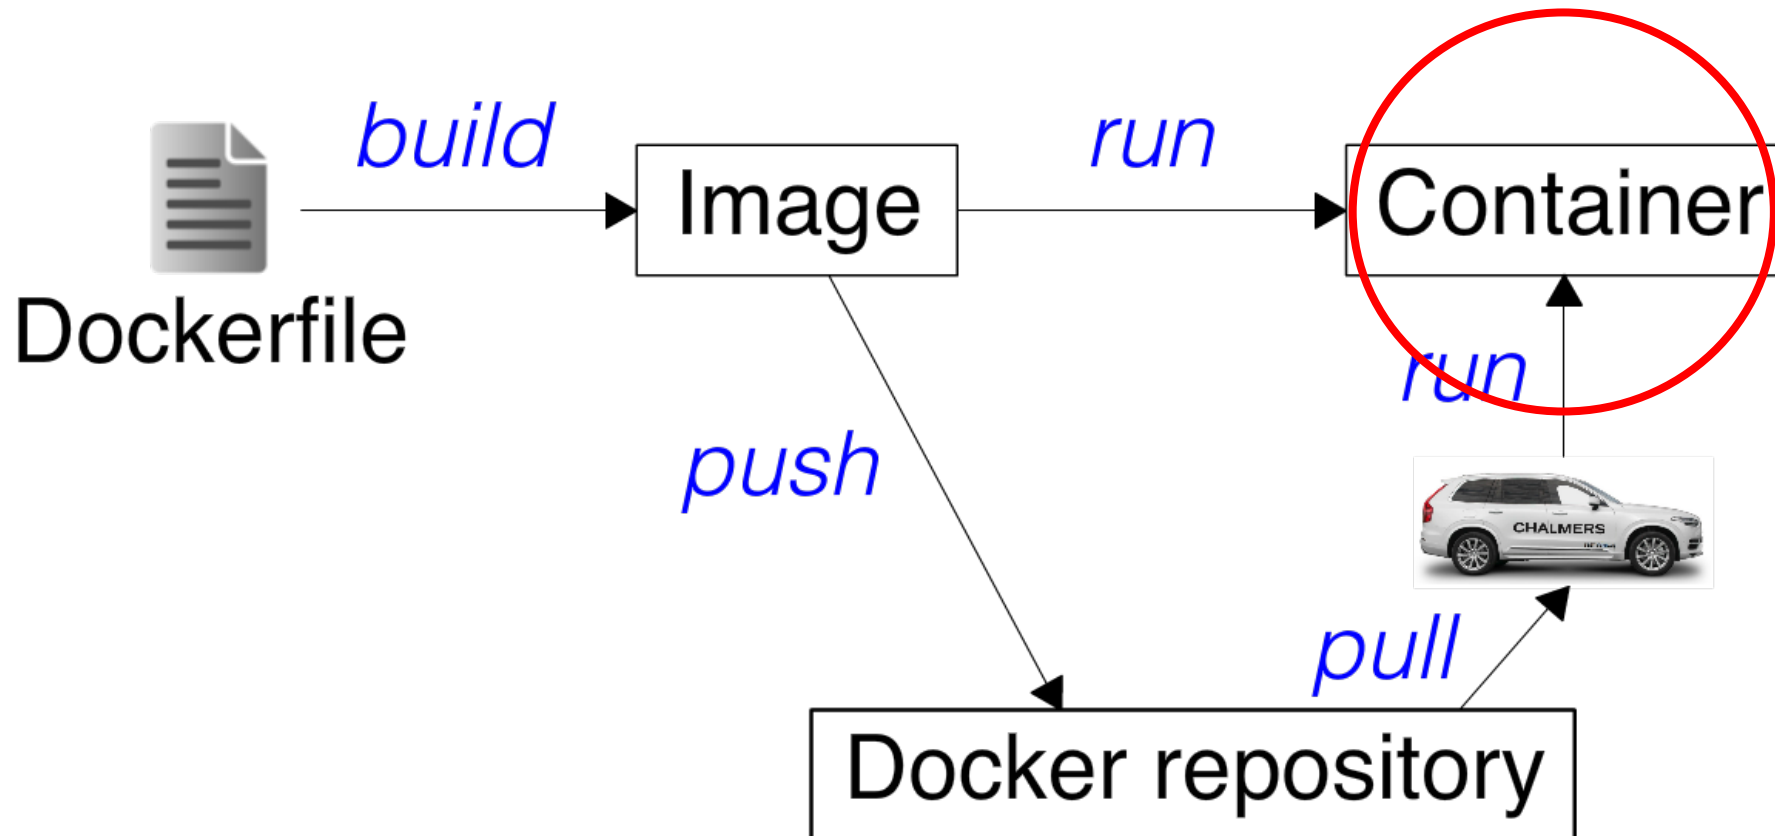 build
run
Image
Container
Dockerfile
run
push
CHALMERS
pull
Docker repository